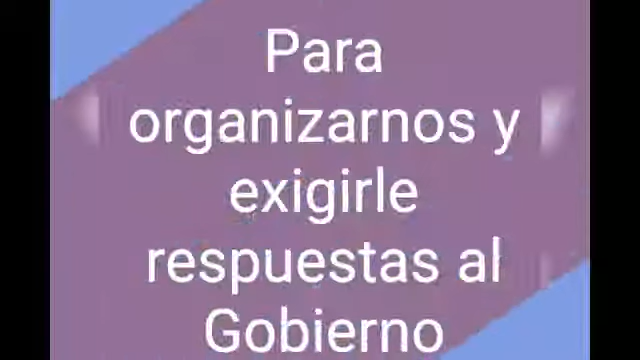 Para
organizarnos y
exigirle
respuestas al
Gobierno